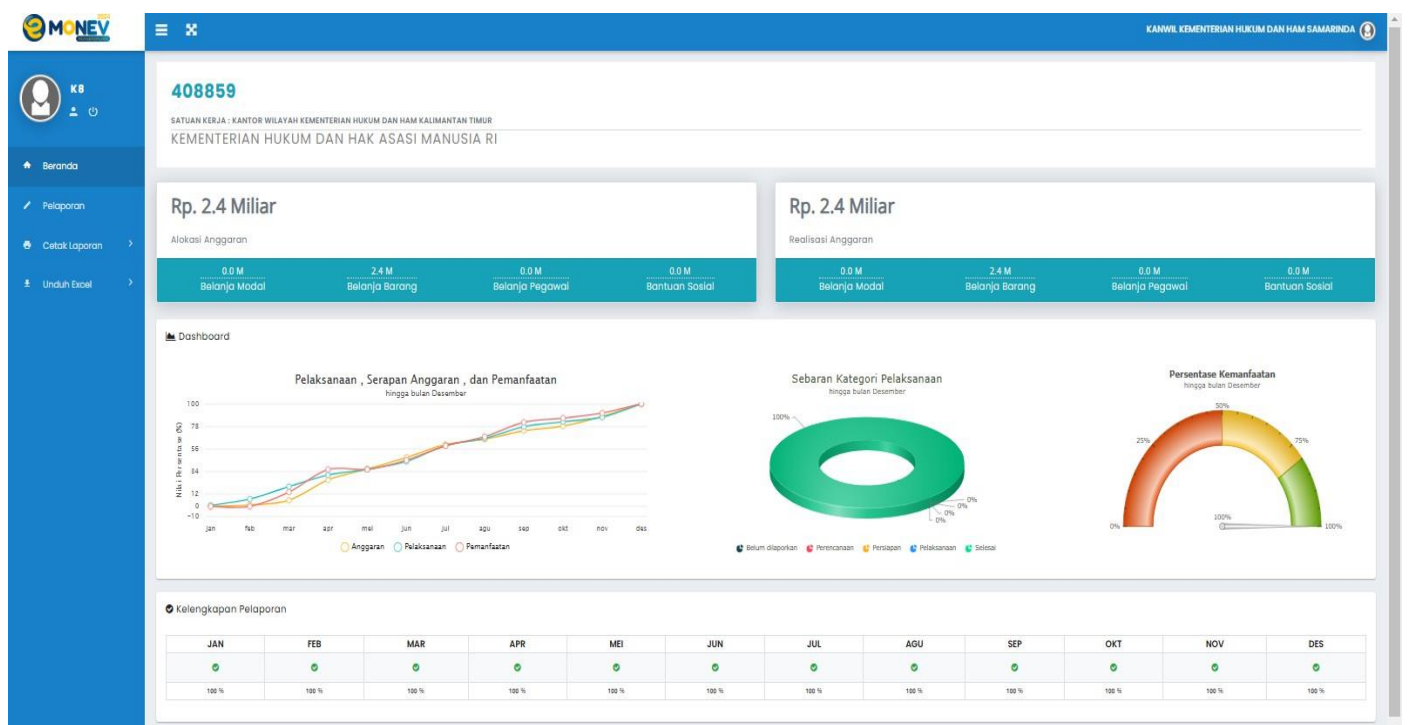 e MONEV
2024
KANWIL KEMENTERIAN HUKUM DAN HAM SAMARINDA
K8
Beranda
Pelaporan
Cetak Laporan
Unduh Excel
408859
SATUAN KERJA : KANTOR WILAYAH KEMENTERIAN HUKUM DAN HAM KALIMANTAN TIMUR
KEMENTERIAN HUKUM DAN HAK ASASI MANUSIA RI
Rp. 2.4 Miliar
Alokasi Anggaran
0.0 M 2.4 M 0.0 M 0.0 M
Belanja Modal Belanja Barang Belanja Pegawai Bantuan Sosial
Rp. 2.4 Miliar
Realisasi Anggaran
0.0 M 2.4 M 0.0 M 0.0 M
Belanja Modal Belanja Barang Belanja Pegawai Bantuan Sosial
Dashboard
Pelaksanaan , Serapan Anggaran , dan Pemanfaatan
hingga bulan Desember
Nilai Persentase (%)
100
78
56
34
12
0
-10
jan feb mar apr mei jun jul agu sep okt nov des
Anggaran Pelaksanaan Pemanfaatan
Sebaran Kategori Pelaksanaan
hingga bulan Desember
100%
0%
0%
0%
0%
Belum dilaporkan Perencanaan Persiapan Pelaksanaan Selesai
Persentase Kemanfaatan
hingga bulan Desember
50%
25% 75%
100%
0% 100%
Kelengkapan Pelaporan
JAN FEB MAR APR MEI JUN JUL AGU SEP OKT NOV DES
100 % 100 % 100 % 100 % 100 % 100 % 100 % 100 % 100 % 100 % 100 % 100 %